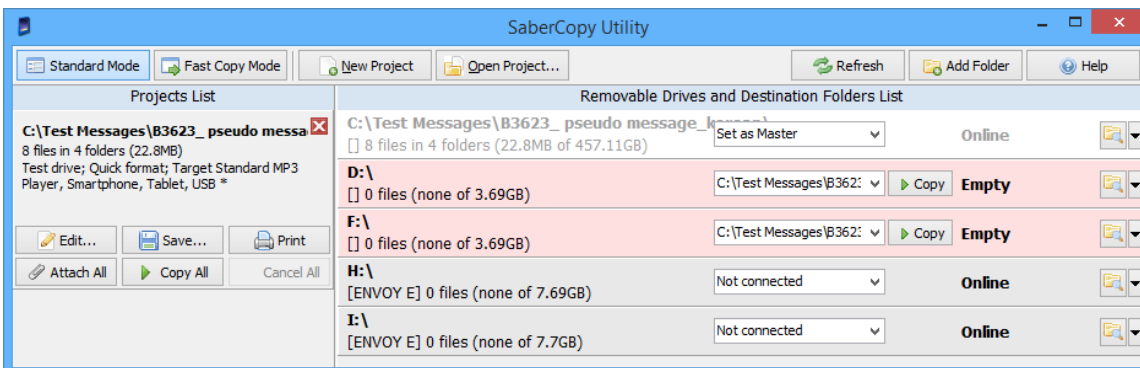 SaberCopy Utility
Standard Mode Fast Copy Mode New Project Open Project... Refresh Add Folder Help
Projects List
Removable Drives and Destination Folders List
C:\Test Messages\B3623_ pseudo messa
8 files in 4 folders (22.8MB)
Test drive; Quick format; Target Standard MP3
Player, Smartphone, Tablet, USB *
Edit... Save... Print
Attach All Copy All Cancel All
C:\Test Messages\B3623_ pseudo message_korean\
[] 8 files in 4 folders (22.8MB of 457.11GB)
Set as Master
Online
D:\
[] 0 files (none of 3.69GB)
C:\Test Messages\B3623
Copy
Empty
F:\
[] 0 files (none of 3.69GB)
C:\Test Messages\B3623
Copy
Empty
H:\
[ENVOY E] 0 files (none of 7.69GB)
Not connected
Online
I:\
[ENVOY E] 0 files (none of 7.7GB)
Not connected
Online